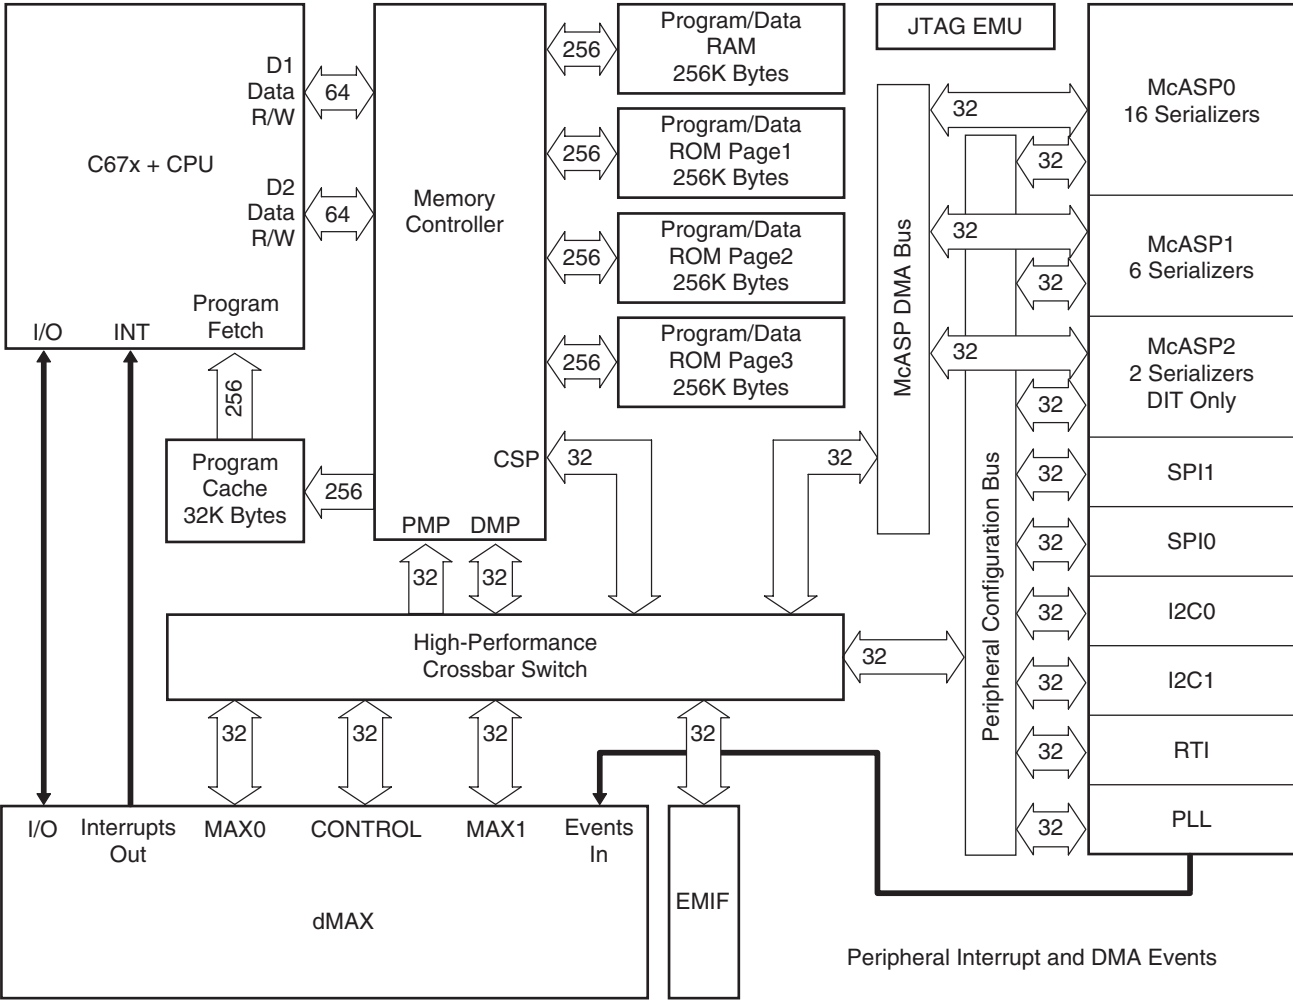 C67x + CPU
D1
Data
R/W
D2
Data
R/W
Program
Fetch
I/O
INT
64
64
256
Program
Cache
32K Bytes
256
Memory
Controller
CSP
PMP
DMP
256
256
256
256
Program/Data
RAM
256K Bytes
Program/Data
ROM Page1
256K Bytes
Program/Data
ROM Page2
256K Bytes
Program/Data
ROM Page3
256K Bytes
32
32
32
32
High-Performance
Crossbar Switch
32
32
32
32
32
I/O
Interrupts
Out
MAX0
CONTROL
MAX1
Events
In
dMAX
EMIF
JTAG EMU
McASP DMA Bus
Peripheral Configuration Bus
32
32
32
32
32
32
32
32
32
32
32
32
McASP0
16 Serializers
McASP1
6 Serializers
McASP2
2 Serializers
DIT Only
SPI1
SPI0
I2C0
I2C1
RTI
PLL
Peripheral Interrupt and DMA Events